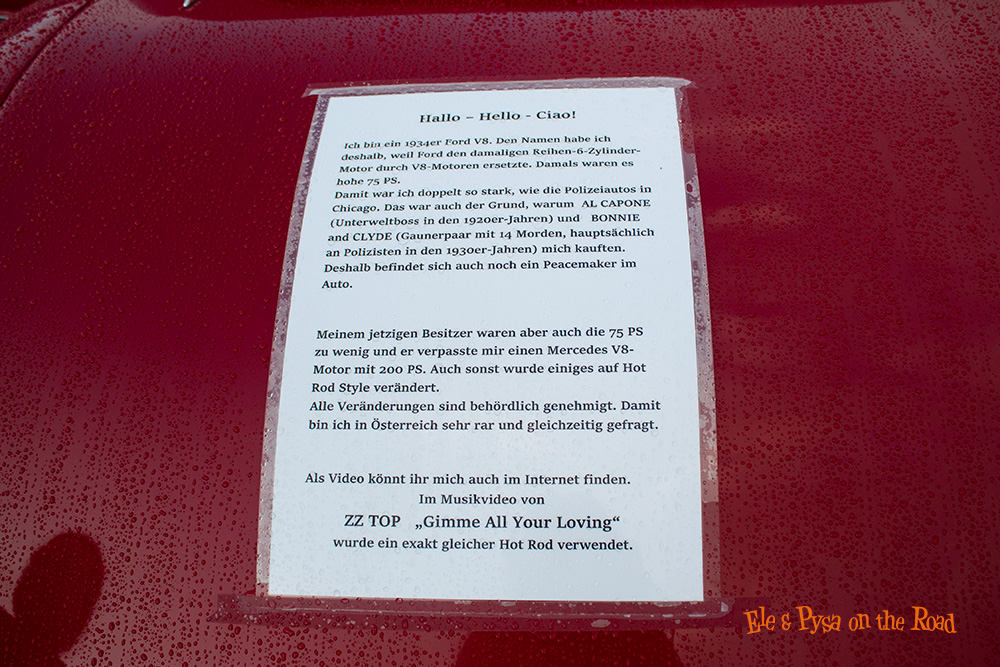 Hallo – Hello - Ciao!
Ich bin ein 1934er Ford V8. Den Namen habe ich
deshalb, weil Ford den damaligen Reihen-6-Zylinder-
Motor durch V8-Motoren ersetzte. Damals waren es
hohe 75 PS.
Damit war ich doppelt so stark, wie die Polizeiautos in
Chicago. Das war auch der Grund, warum AL CAPONE
(Unterweltboss in den 1920er-Jahren) und BONNIE
and CLYDE (Gaunerpaar mit 14 Morden, hauptsächlich
an Polizisten in den 1930er-Jahren) mich kauften.
Deshalb befindet sich auch noch ein Peacemaker im
Auto.
Meinem jetzigen Besitzer waren aber auch die 75 PS
zu wenig und er verpasste mir einen Mercedes V8-
Motor mit 200 PS. Auch sonst wurde einiges auf Hot
Rod Style verändert.
Alle Veränderungen sind behördlich genehmigt. Damit
bin ich in Österreich sehr rar und gleichzeitig gefragt.
Als Video könnt ihr mich auch im Internet finden.
Im Musikvideo von
ZZ TOP „Gimme All Your Loving“
wurde ein exakt gleicher Hot Rod verwendet.
Ele & Pysa on the Road